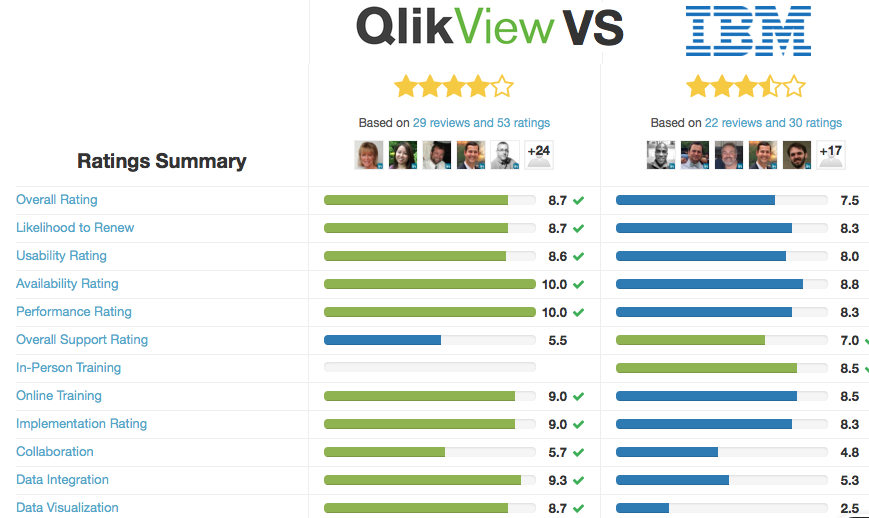 QlikView VS IBM
Based on 29 reviews and 53 ratings Based on 22 reviews and 30 ratings
+24 +17
Ratings Summary
Overall Rating 8.7 7.5
Likelihood to Renew 8.7 8.3
Usability Rating 8.6 8.0
Availability Rating 10.0 8.8
Performance Rating 10.0 8.3
Overall Support Rating 5.5 7.0
In-Person Training 8.5
Online Training 9.0 8.5
Implementation Rating 9.0 8.3
Collaboration 5.7 4.8
Data Integration 9.3 5.3
Data Visualization 8.7 2.5